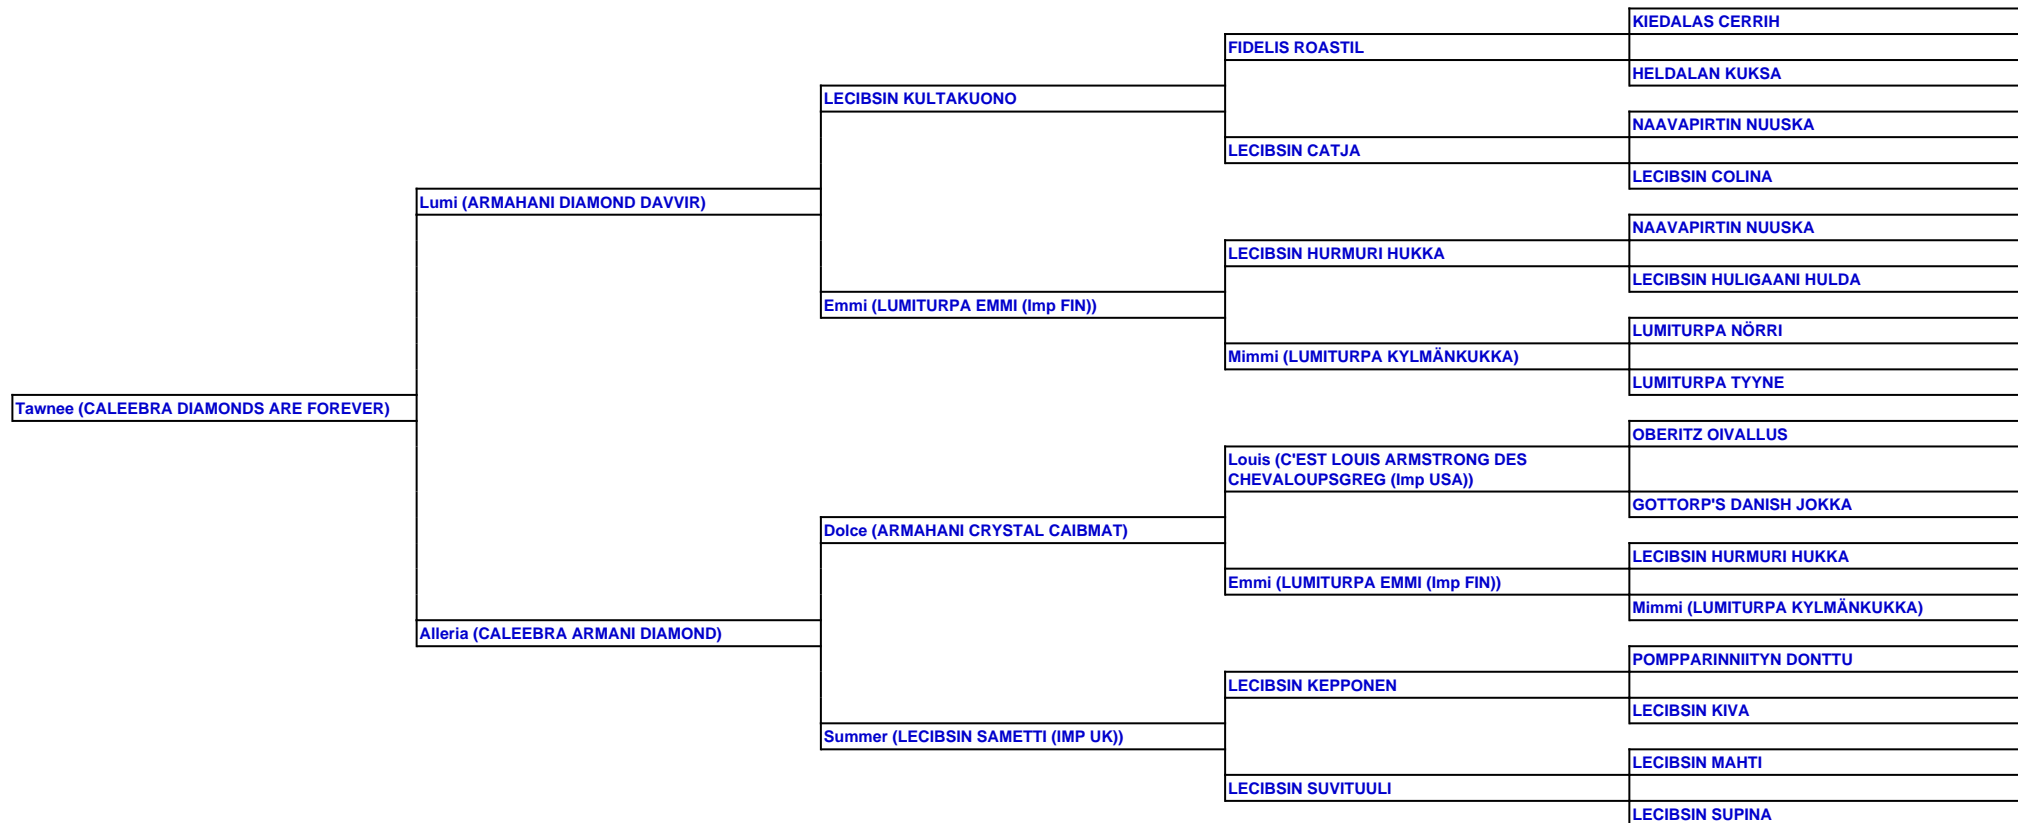 KIEDALAS CERRIH
FIDELIS ROASTIL
HELDALAN KUKSA
LECIBSIN KULTAKUONO
NAAVAPIRTIN NUUSKA
LECIBSIN CATJA
LECIBSIN COLINA
Lumi (ARMAHANI DIAMOND DAVVIR)
NAAVAPIRTIN NUUSKA
LECIBSIN HURMURI HUKKA
LECIBSIN HULIGAANI HULDA
Emmi (LUMITURPA EMMI (Imp FIN))
LUMITURPA NÖRRI
Mimmi (LUMITURPA KYLMÄNKUKKA)
LUMITURPA TYYNE
Tawnee (CALEEBRA DIAMONDS ARE FOREVER)
OBERITZ OIVALLUS
Louis (C'EST LOUIS ARMSTRONG DES
CHEVALOUPSGREG (Imp USA))
GOTTORP'S DANISH JOKKA
Dolce (ARMAHANI CRYSTAL CAIBMAT)
LECIBSIN HURMURI HUKKA
Emmi (LUMITURPA EMMI (Imp FIN))
Mimmi (LUMITURPA KYLMÄNKUKKA)
Alleria (CALEEBRA ARMANI DIAMOND)
POMPPARINNIITYN DONTTU
LECIBSIN KEPPONEN
LECIBSIN KIVA
Summer (LECIBSIN SAMETTI (IMP UK))
LECIBSIN MAHTI
LECIBSIN SUVITUULI
LECIBSIN SUPINA